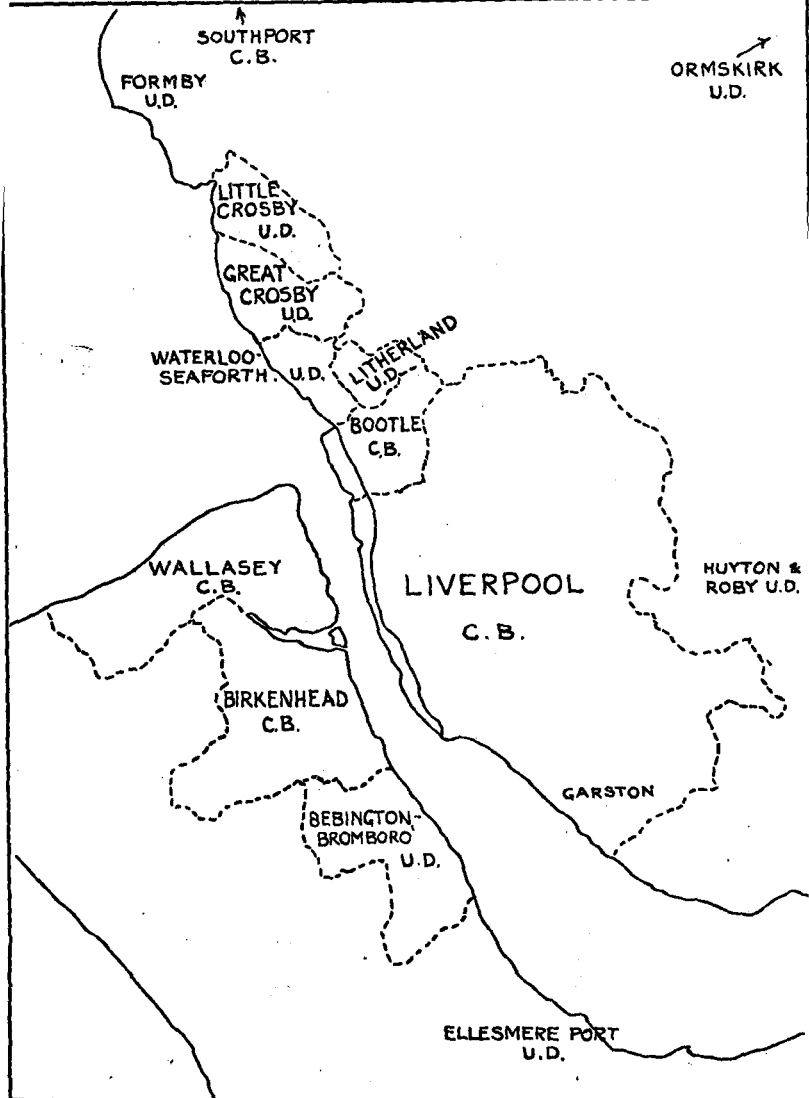 SOUTHPORT
C.B.
ORMSKIRK
U.D.
FORMBY
U.D.
LITTLE
CROSBY
U.D.
GREAT
CROSBY
U.D.
WATERLOO-
SEAFORTH. U.D.
LITHERLAND
U.D.
BOOTLE
C.B.
WALLASEY
C.B.
LIVERPOOL
C.B.
HUYTON &
ROBY U.D.
BIRKENHEAD
C.B.
GARSTON
BEBINGTON-
BROMBORO
U.D.
ELLESMERE PORT
U.D.